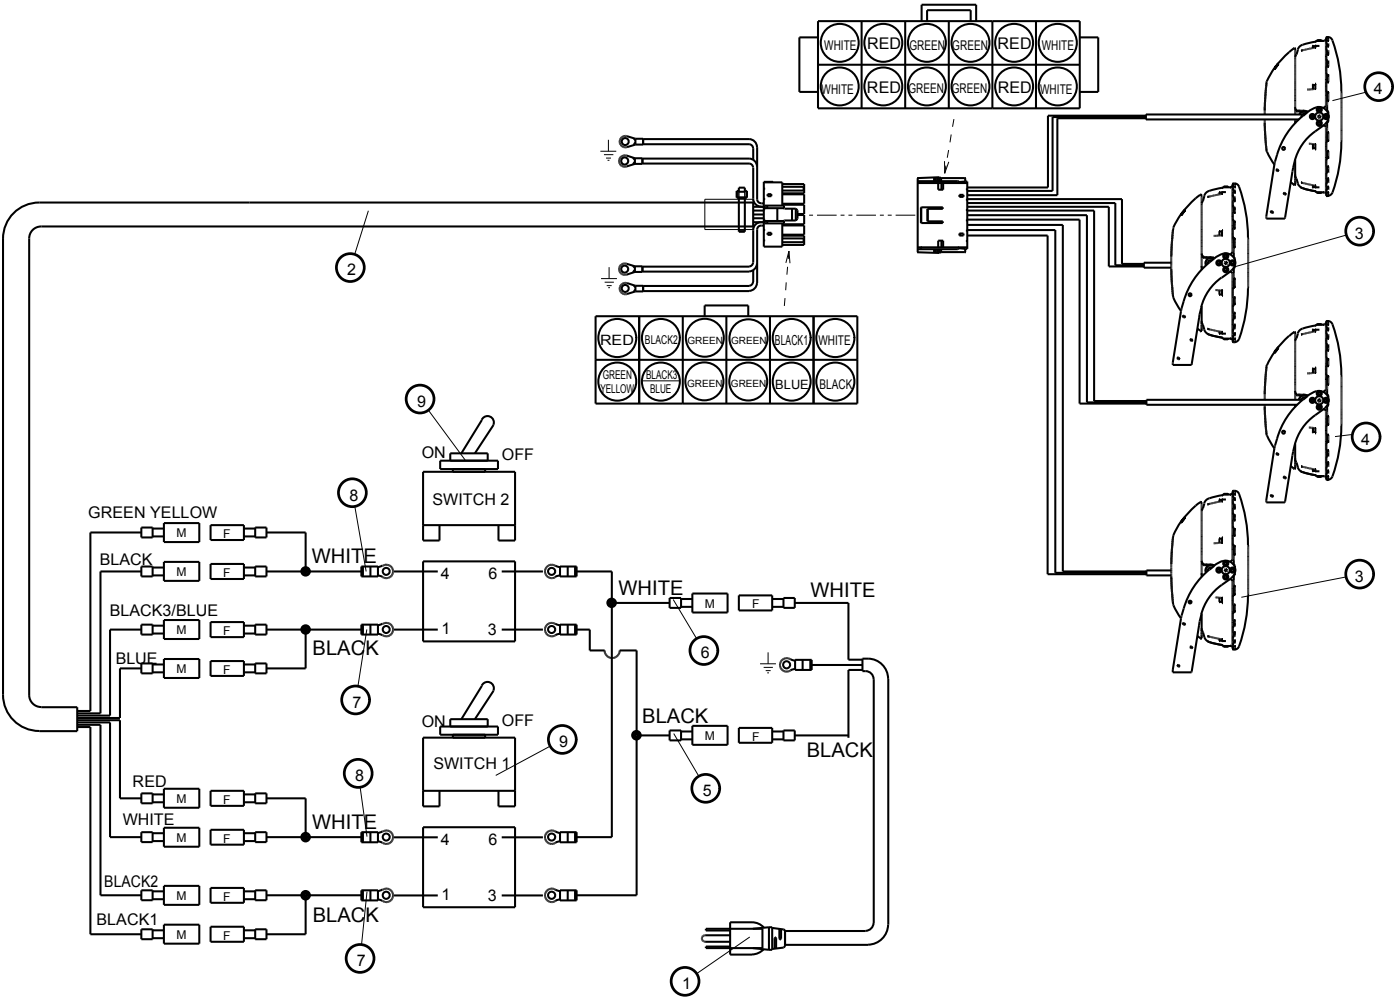 WHITE RED GREEN GREEN RED WHITE
WHITE RED GREEN GREEN RED WHITE
4
3
2
4
3
RED BLACK2 GREEN GREEN BLACK1 WHITE
GREEN YELLOW BLACK3 BLUE GREEN GREEN BLUE BLACK
9
ON OFF
SWITCH 2
8
GREEN YELLOW
M F
BLACK
M F
WHITE
4 6
BLACK3/BLUE
M F
BLACK
1 3
BLUE
M F
7
WHITE
M F
WHITE
6
ON OFF
SWITCH 1
9
BLACK
M F
BLACK
5
8
RED
M F
WHITE
M F
WHITE
4 6
BLACK2
M F
BLACK
1 3
BLACK1
M F
7
1